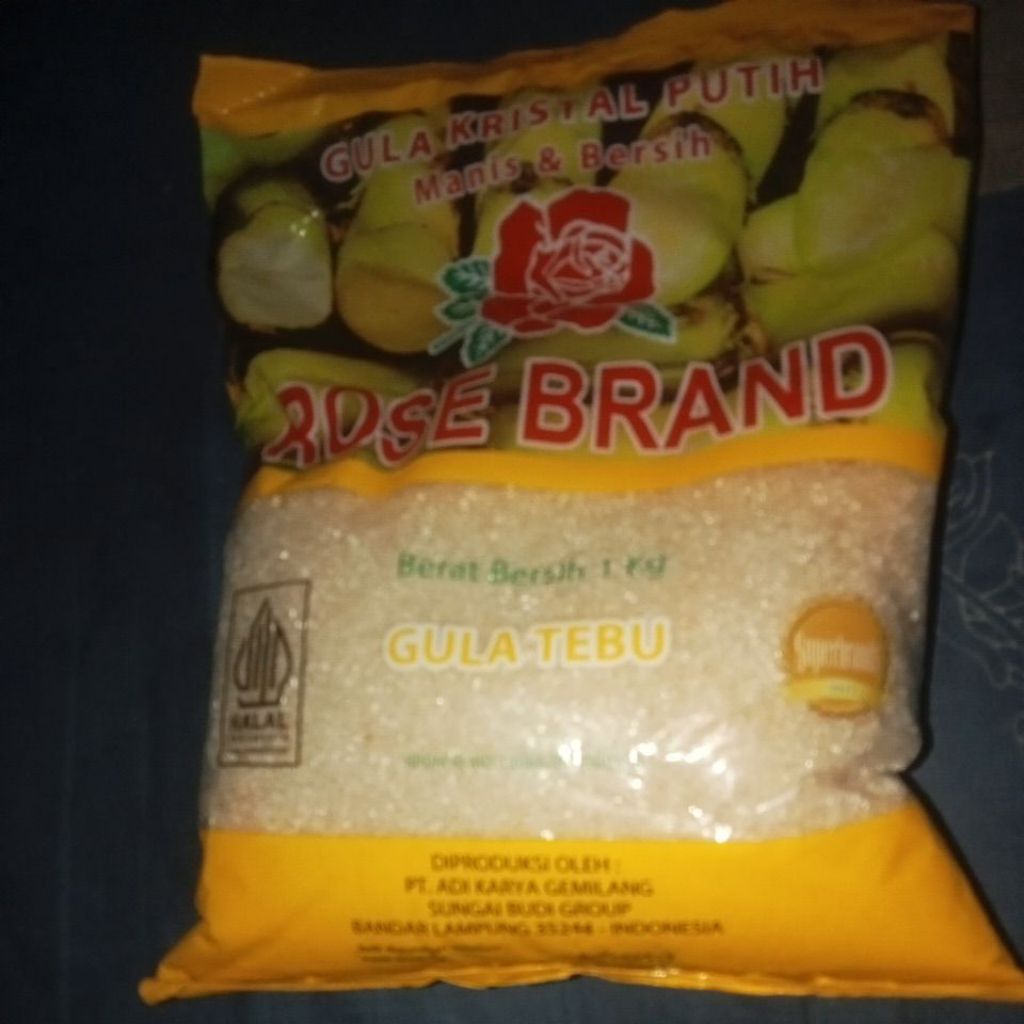 GULA KRISTAL PUTIH
Manis & Bersih
ROSE BRAND
Berat Bersih 1 Kg
GULA TEBU
HALAL
Superbrands
DIPRODUKSI OLEH :
PT. ADI KARYA GEMILANG
SUNGAI BUDI GROUP
BANDAR LAMPUNG 35244 - INDONESIA